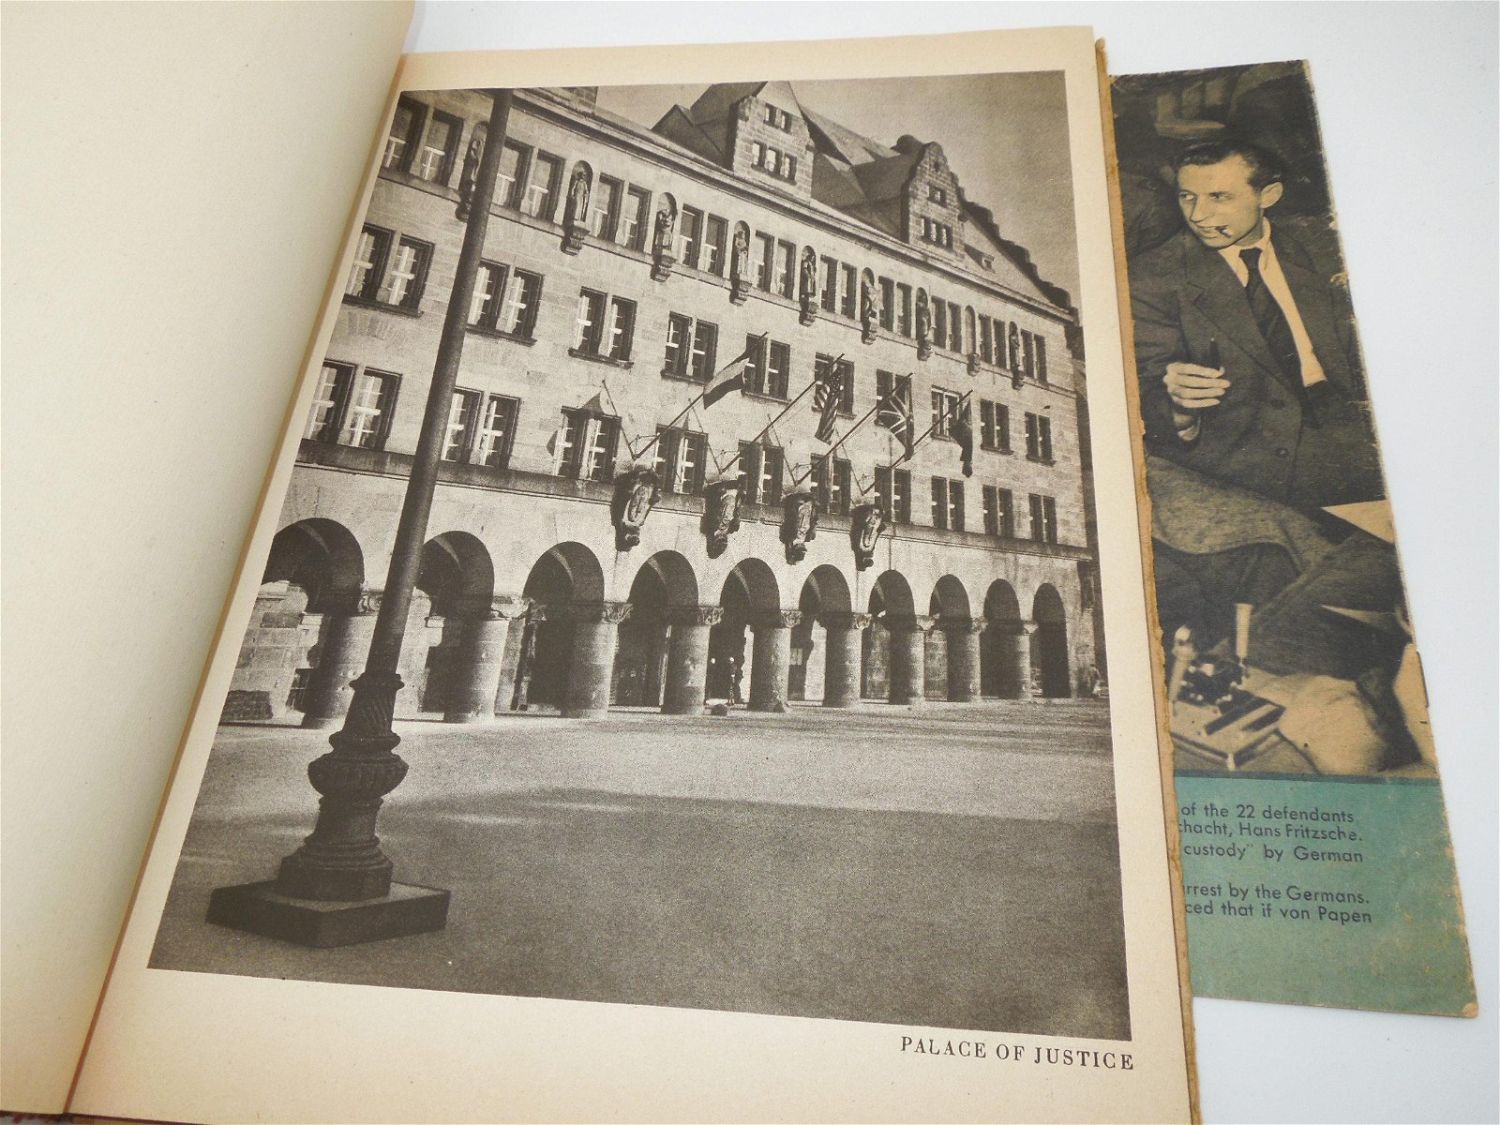 PALACE OF JUSTICE
of the 22 defendants
chacht, Hans Fritzsche.
custody" by German
rrest by the Germans.
ced that if von Papen